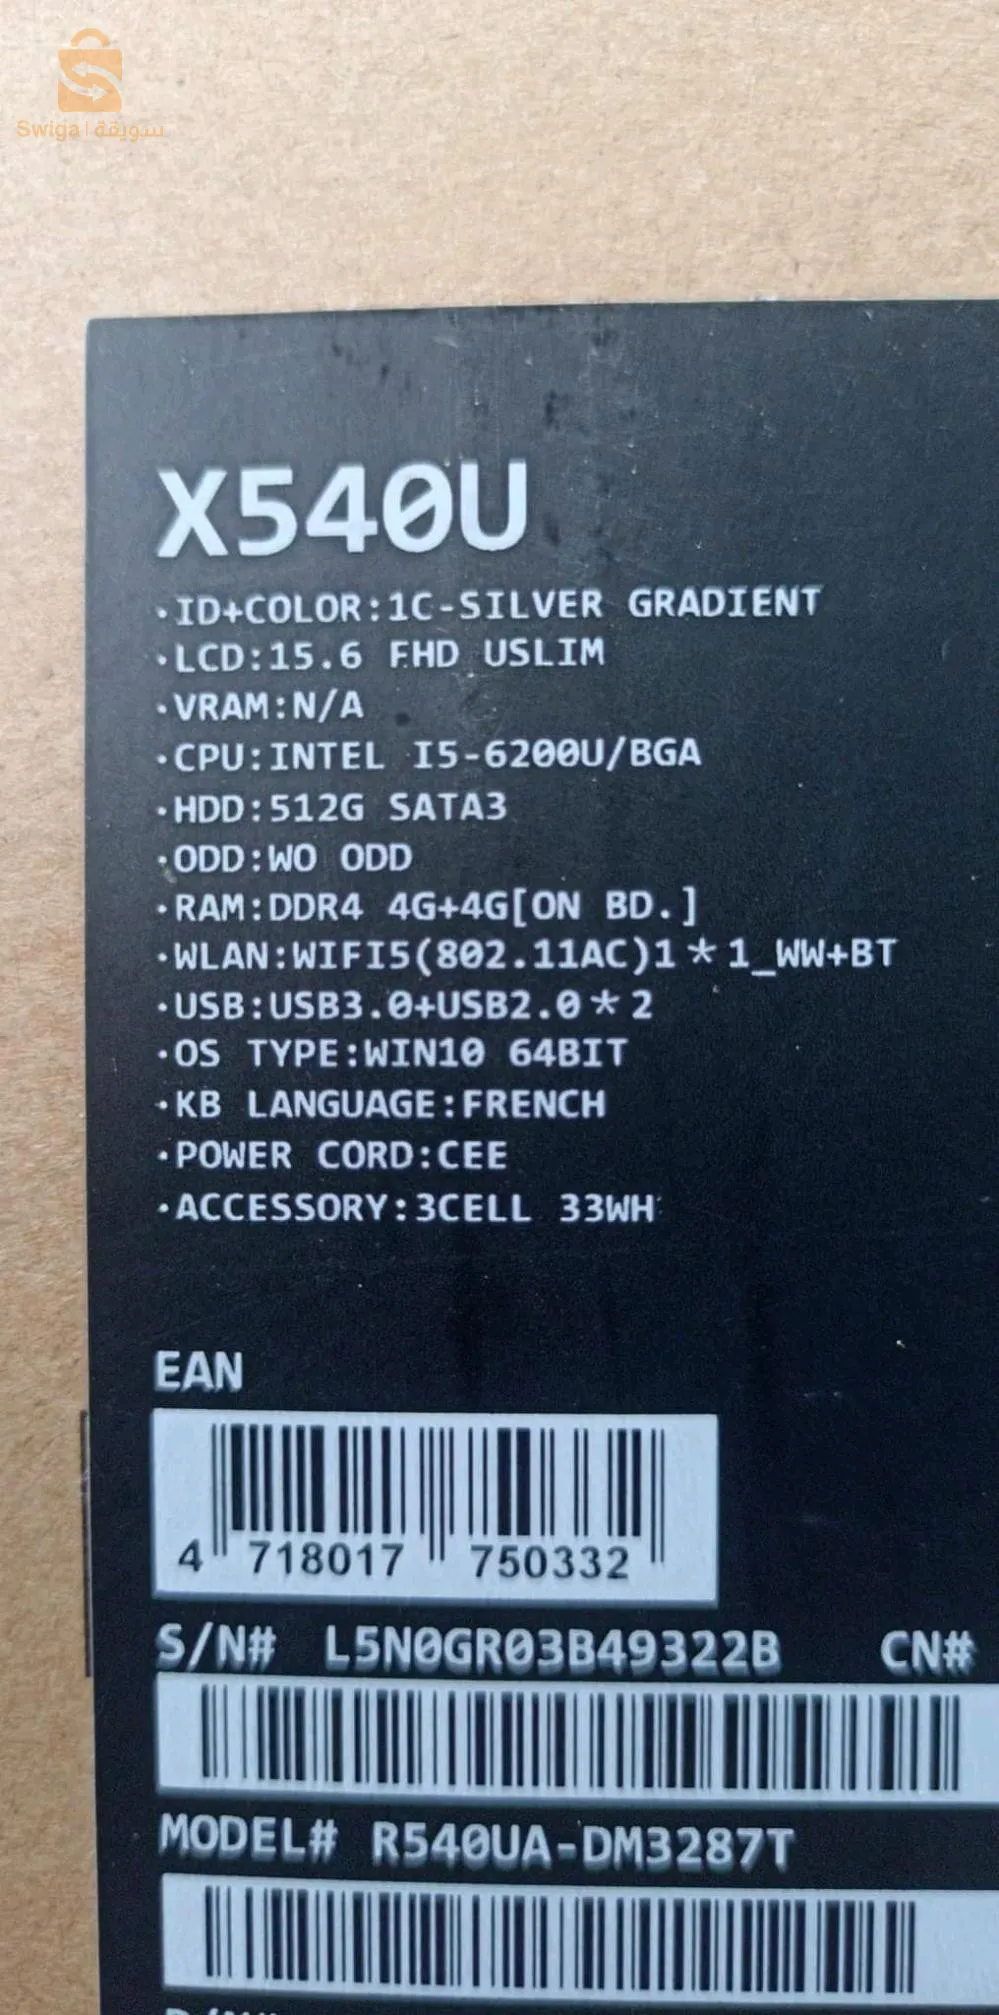 Swiga | سويقة
X540U
·ID+COLOR:1C-SILVER GRADIENT
·LCD:15.6 FHD USLIM
·VRAM:N/A
·CPU:INTEL I5-6200U/BGA
·HDD:512G SATA3
·ODD:WO ODD
·RAM:DDR4 4G+4G[ON BD.]
·WLAN:WIFI5(802.11AC)1*1_WW+BT
·USB:USB3.0+USB2.0*2
·OS TYPE:WIN10 64BIT
·KB LANGUAGE:FRENCH
·POWER CORD:CEE
·ACCESSORY:3CELL 33WH
EAN
4 718017 750332
S/N# L5N0GR03B49322B CN#
MODEL# R540UA-DM3287T